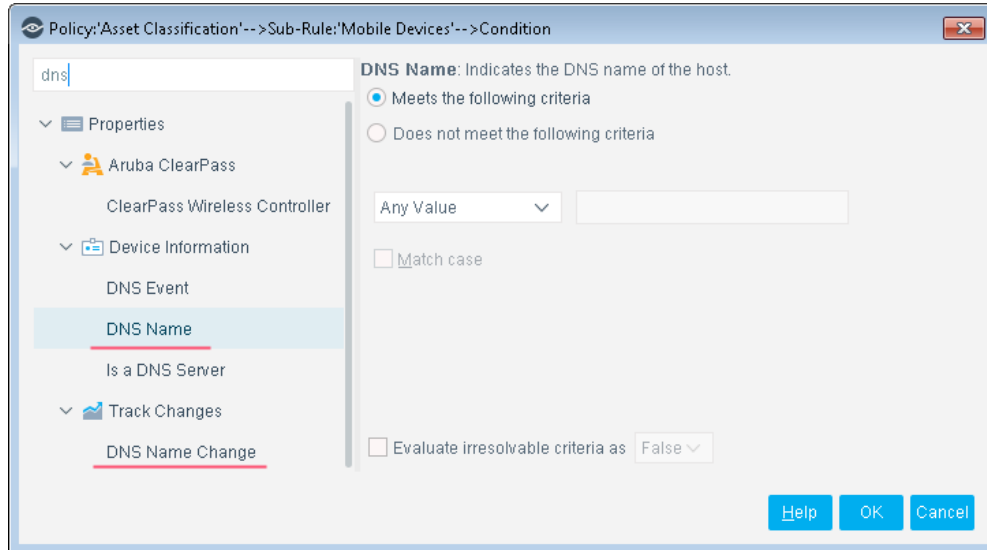 Policy:'Asset Classification'-->Sub-Rule:'Mobile Devices'-->Condition
dns
Properties
Aruba ClearPass
ClearPass Wireless Controller
Device Information
DNS Event
DNS Name
Is a DNS Server
Track Changes
DNS Name Change
DNS Name: Indicates the DNS name of the host.
Meets the following criteria
Does not meet the following criteria
Any Value
Match case
Evaluate irresolvable criteria as False
Help OK Cancel